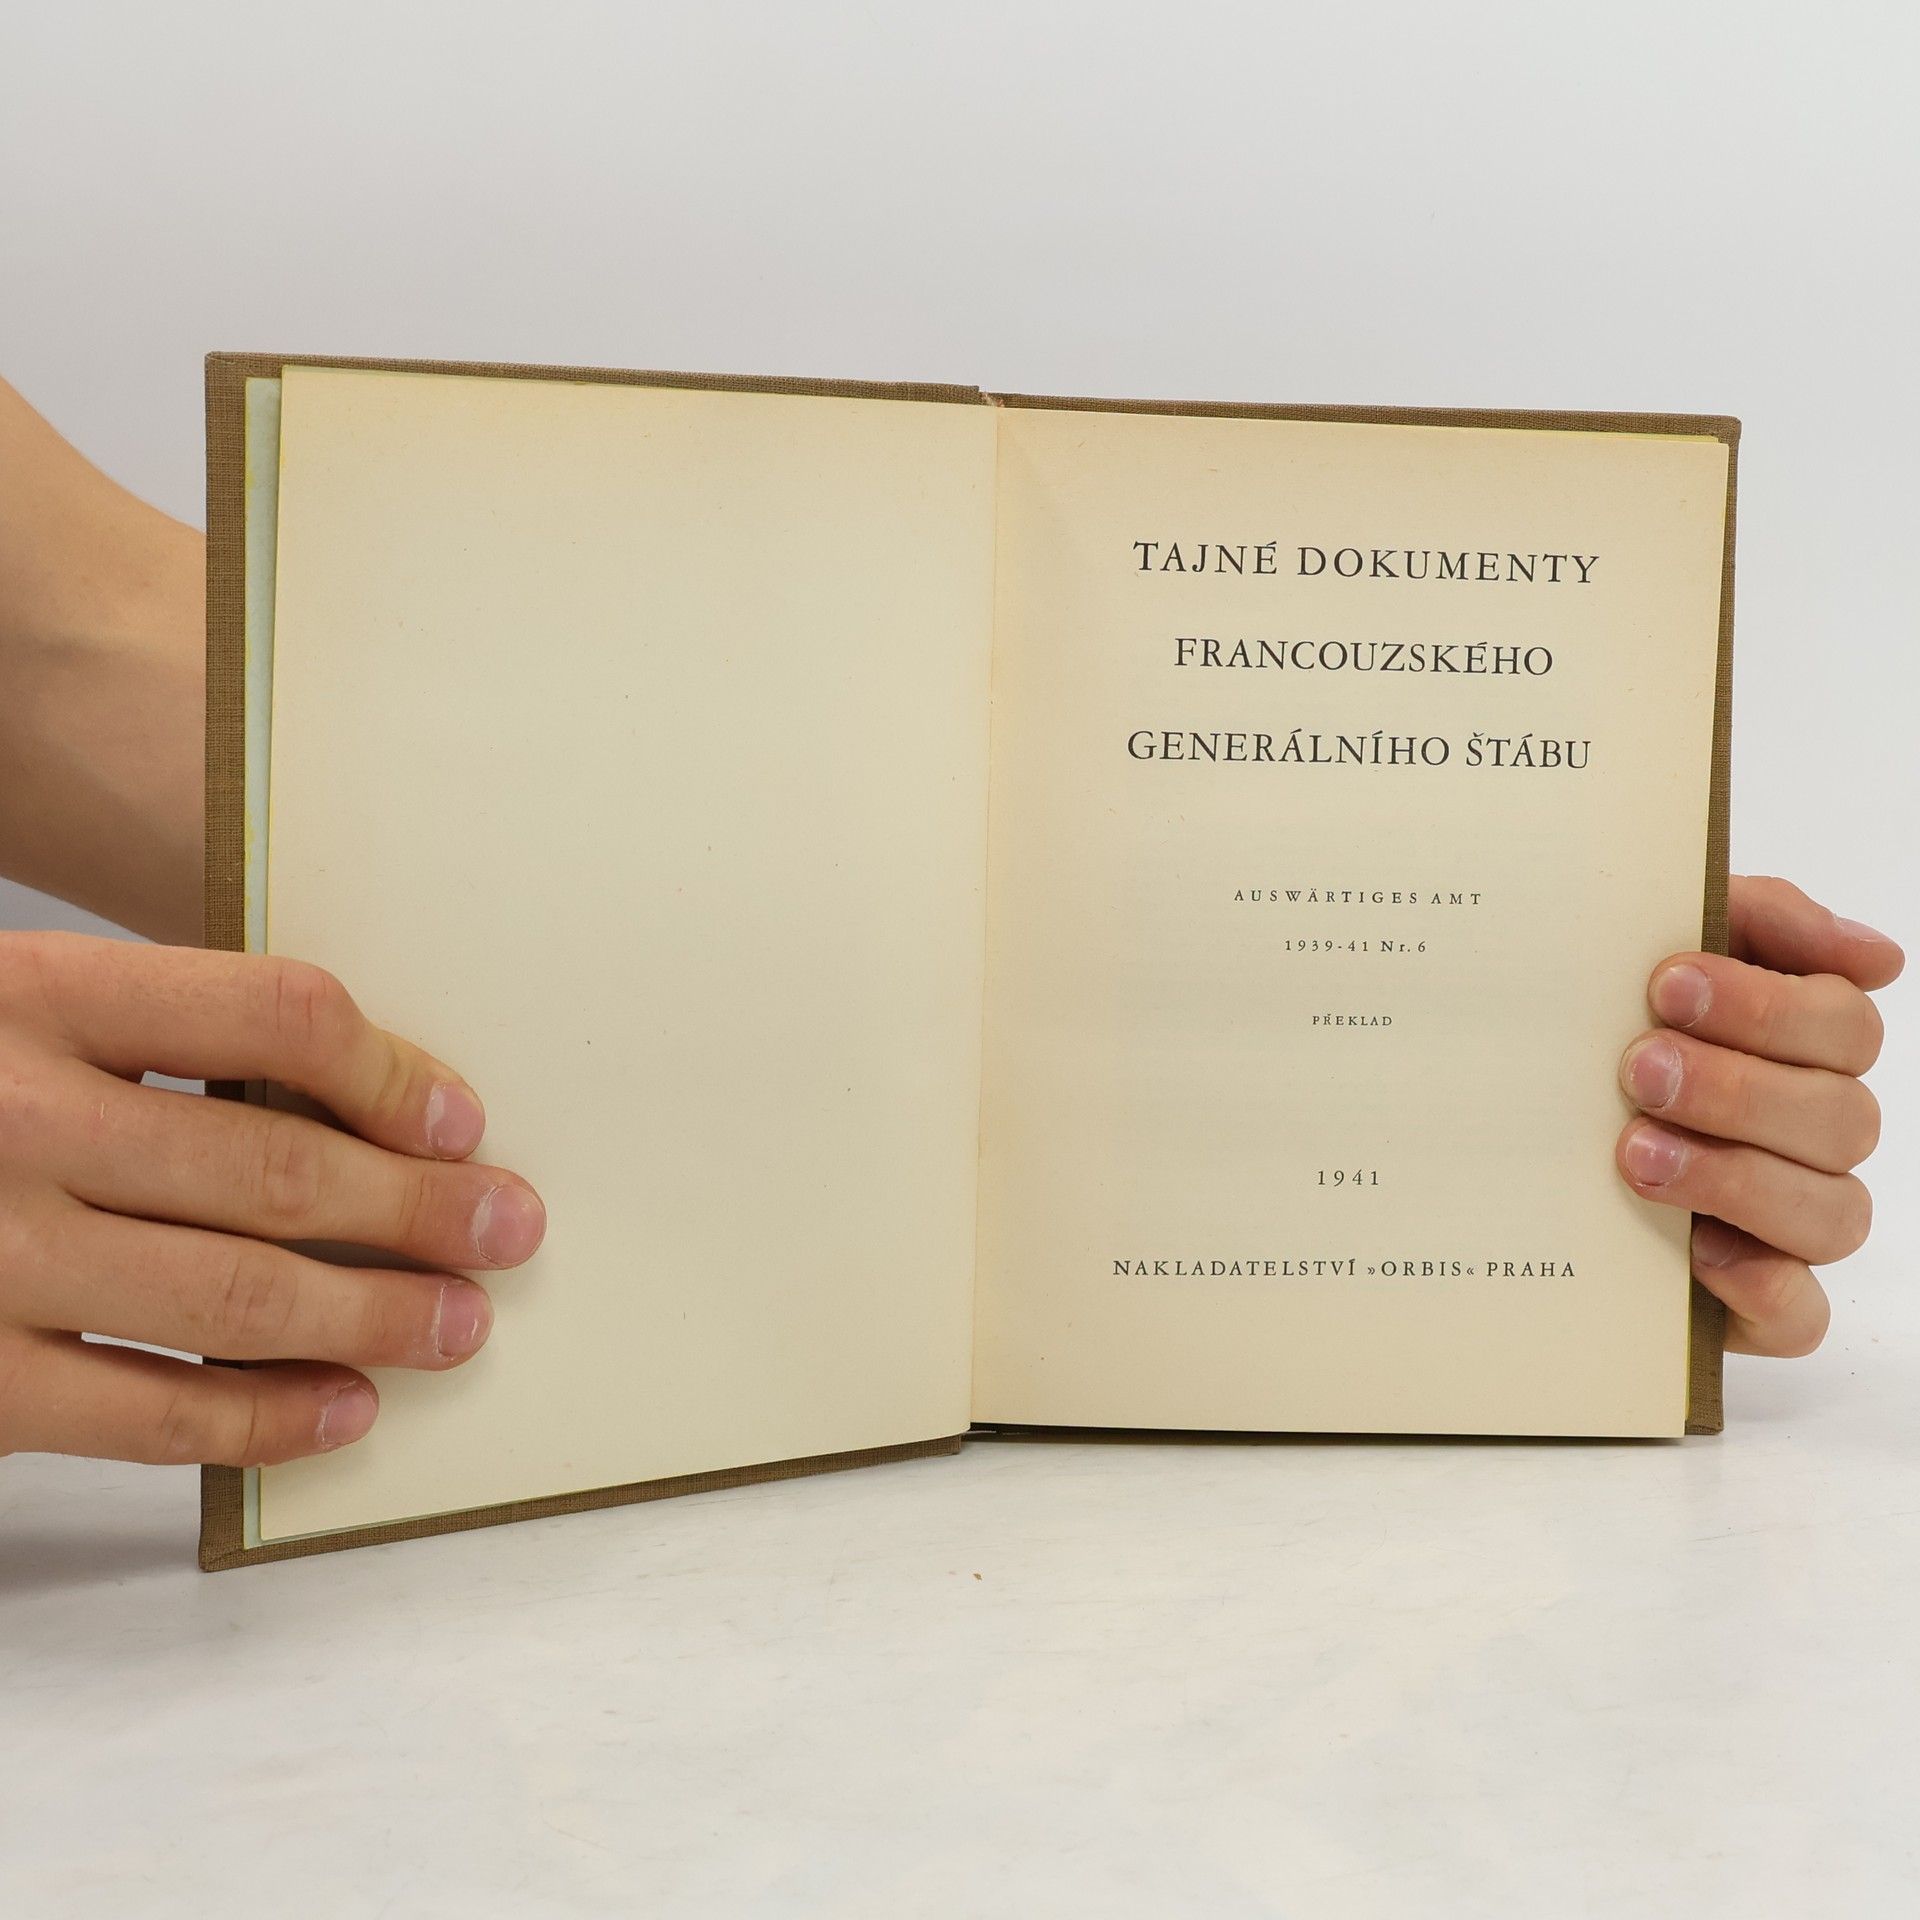 TAJNÉ DOKUMENTY
FRANCOUZSKÉHO
GENERÁLNÍHO ŠTÁBU
AUSWÄRTIGES AMT
1939-41 Nr. 6
PŘEKLAD
1941
NAKLADATELSTVÍ »ORBIS« PRAHA